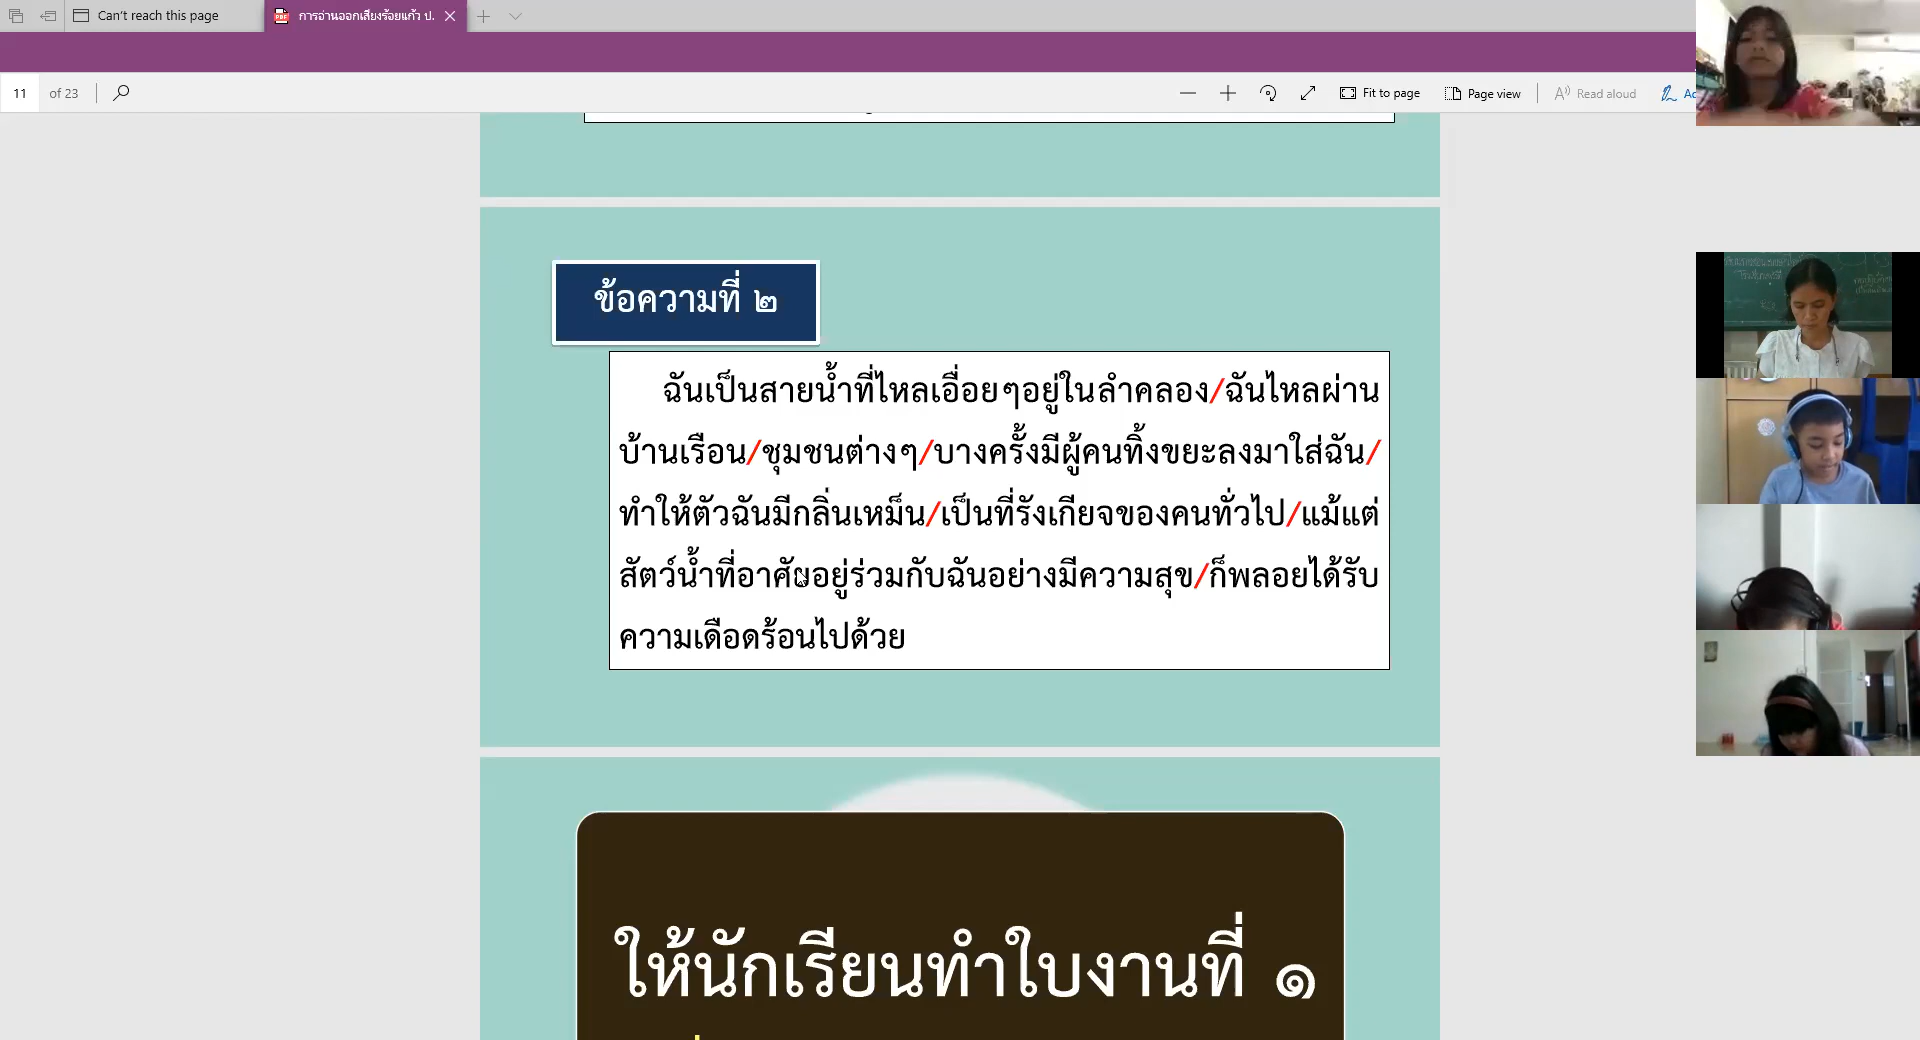 Can't reach this page
การอ่านออกเสียงร้อยแก้ว ป.
11 of 23
Fit to page
Page view
Read aloud
ข้อความที่ ๒
ฉันเป็นสายน้ำที่ไหลเอื่อยๆอยู่ในลำคลอง/ฉันไหลผ่าน
บ้านเรือน/ชุมชนต่างๆ/บางครั้งมีผู้คนทิ้งขยะลงมาใส่ฉัน/
ทำให้ตัวฉันมีกลิ่นเหม็น/เป็นที่รังเกียจของคนทั่วไป/แม้แต่
สัตว์น้ำที่อาศัยอยู่ร่วมกับฉันอย่างมีความสุข/ก็พลอยได้รับ
ความเดือดร้อนไปด้วย
ให้นักเรียนทำใบงานที่ ๑